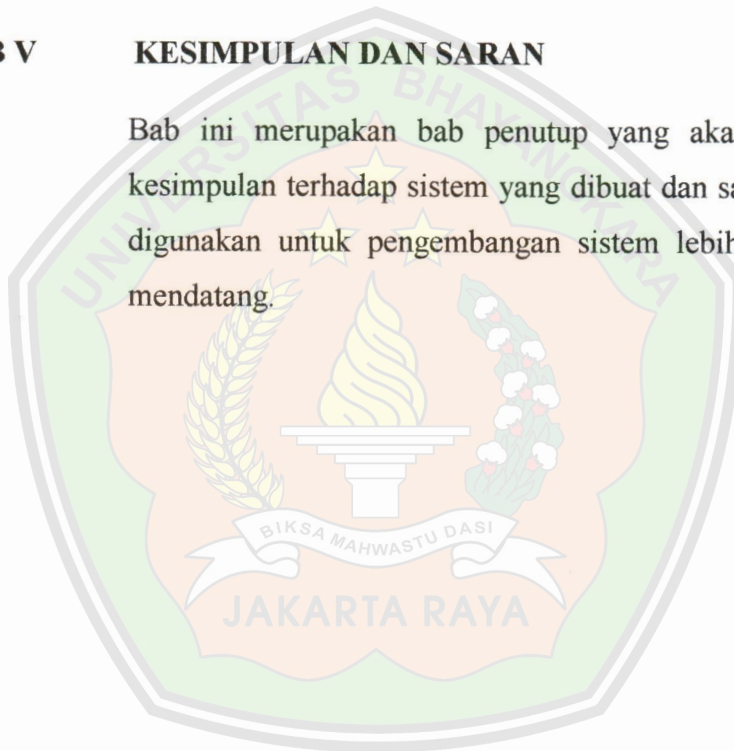 B V KESIMPULAN DAN SARAN
Bab ini merupakan bab penutup yang aka
kesimpulan terhadap sistem yang dibuat dan sa
digunakan untuk pengembangan sistem lebih
mendatang.
UNIVERSITAS BHAYANGKARA
BIKSA MAHWASTU DASI
JAKARTA RAYA